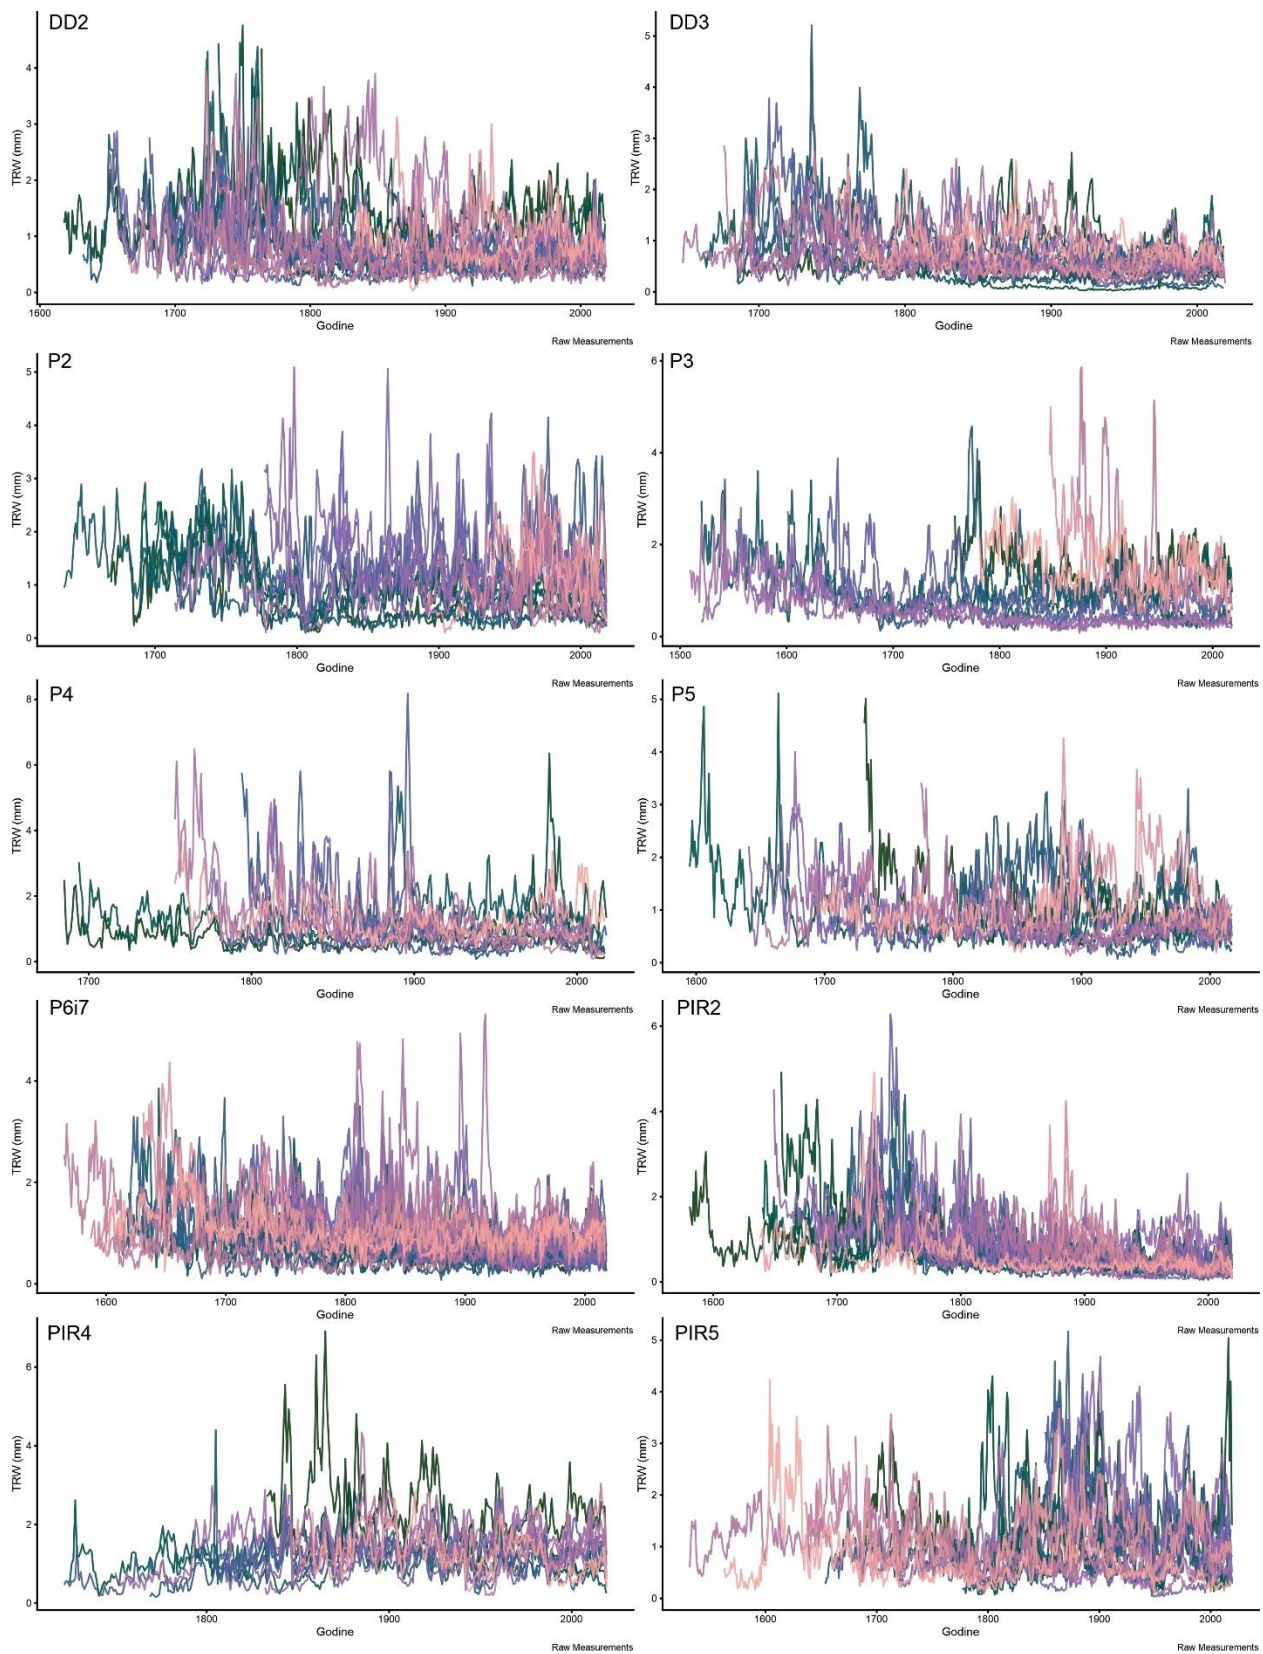 DD2
TRW (mm)
4
3
2
1
0
1600 1700 1800 1900 2000
Godine
Raw Measurements
DD3
TRW (mm)
5
4
3
2
1
0
1700 1800 1900 2000
Godine
Raw Measurements
P2
TRW (mm)
5
4
3
2
1
0
1700 1800 1900 2000
Godine
Raw Measurements
P3
TRW (mm)
6
4
2
0
1500 1600 1700 1800 1900 2000
Godine
Raw Measurements
P4
TRW (mm)
8
6
4
2
0
1700 1800 1900 2000
Godine
Raw Measurements
P5
TRW (mm)
5
4
3
2
1
0
1600 1700 1800 1900 2000
Godine
Raw Measurements
P6i7
TRW (mm)
4
2
0
1600 1700 1800 1900 2000
Godine
Raw Measurements
PIR2
TRW (mm)
6
4
2
0
1600 1700 1800 1900 2000
Godine
Raw Measurements
PIR4
TRW (mm)
6
4
2
0
1800 1900 2000
Godine
Raw Measurements
PIR5
TRW (mm)
5
4
3
2
1
0
1600 1700 1800 1900 2000
Godine
Raw Measurements